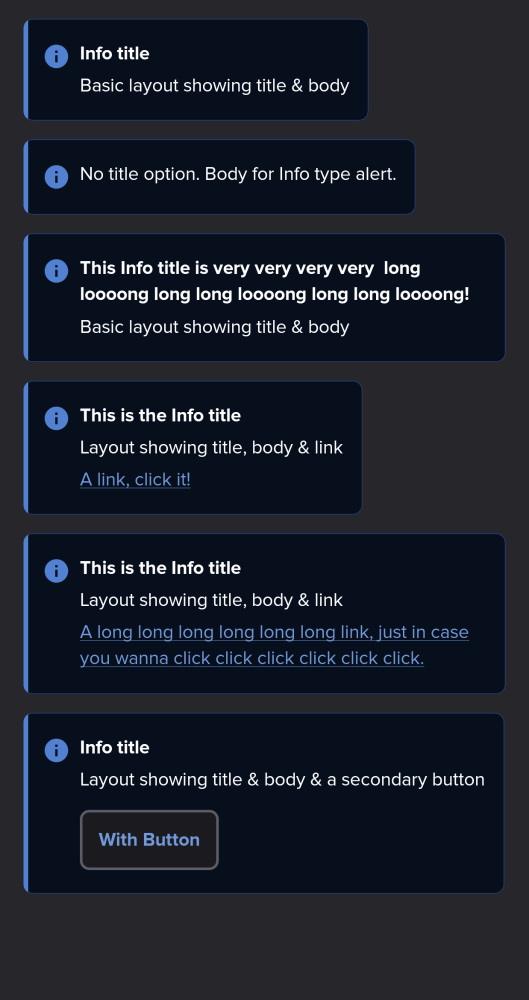 Info title
Basic layout showing title & body
No title option. Body for Info type alert.
This Info title is very very very very  long
loooong long long loooong long long loooong!
Basic layout showing title & body
This is the Info title
Layout showing title, body & link
A link, click it!
This is the Info title
Layout showing title, body & link
A long long long long long long link, just in case
you wanna click click click click click click.
Info title
Layout showing title & body & a secondary button
With Button